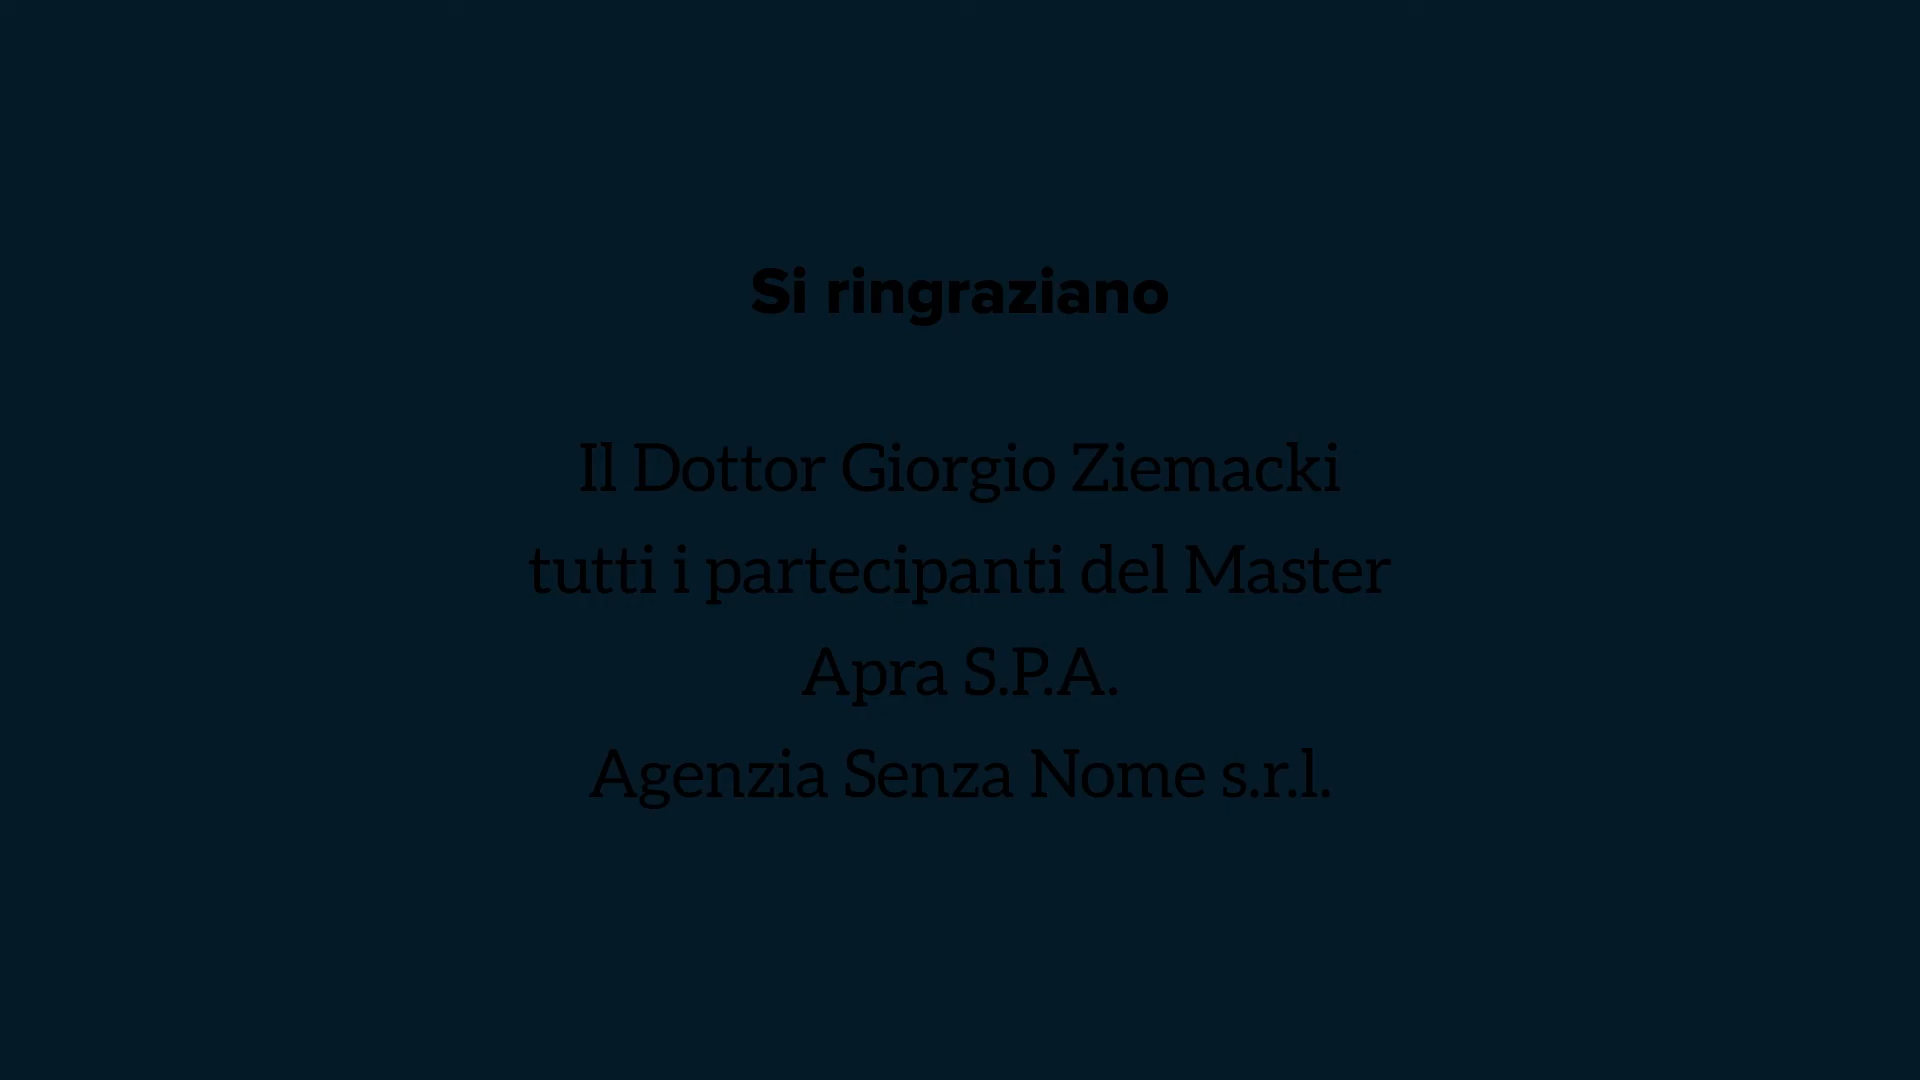 Si ringraziano
Il Dottor Giorgio Ziemacki
tutti i partecipanti del Master
Apra S.P.A.
Agenzia Senza Nome s.r.l.